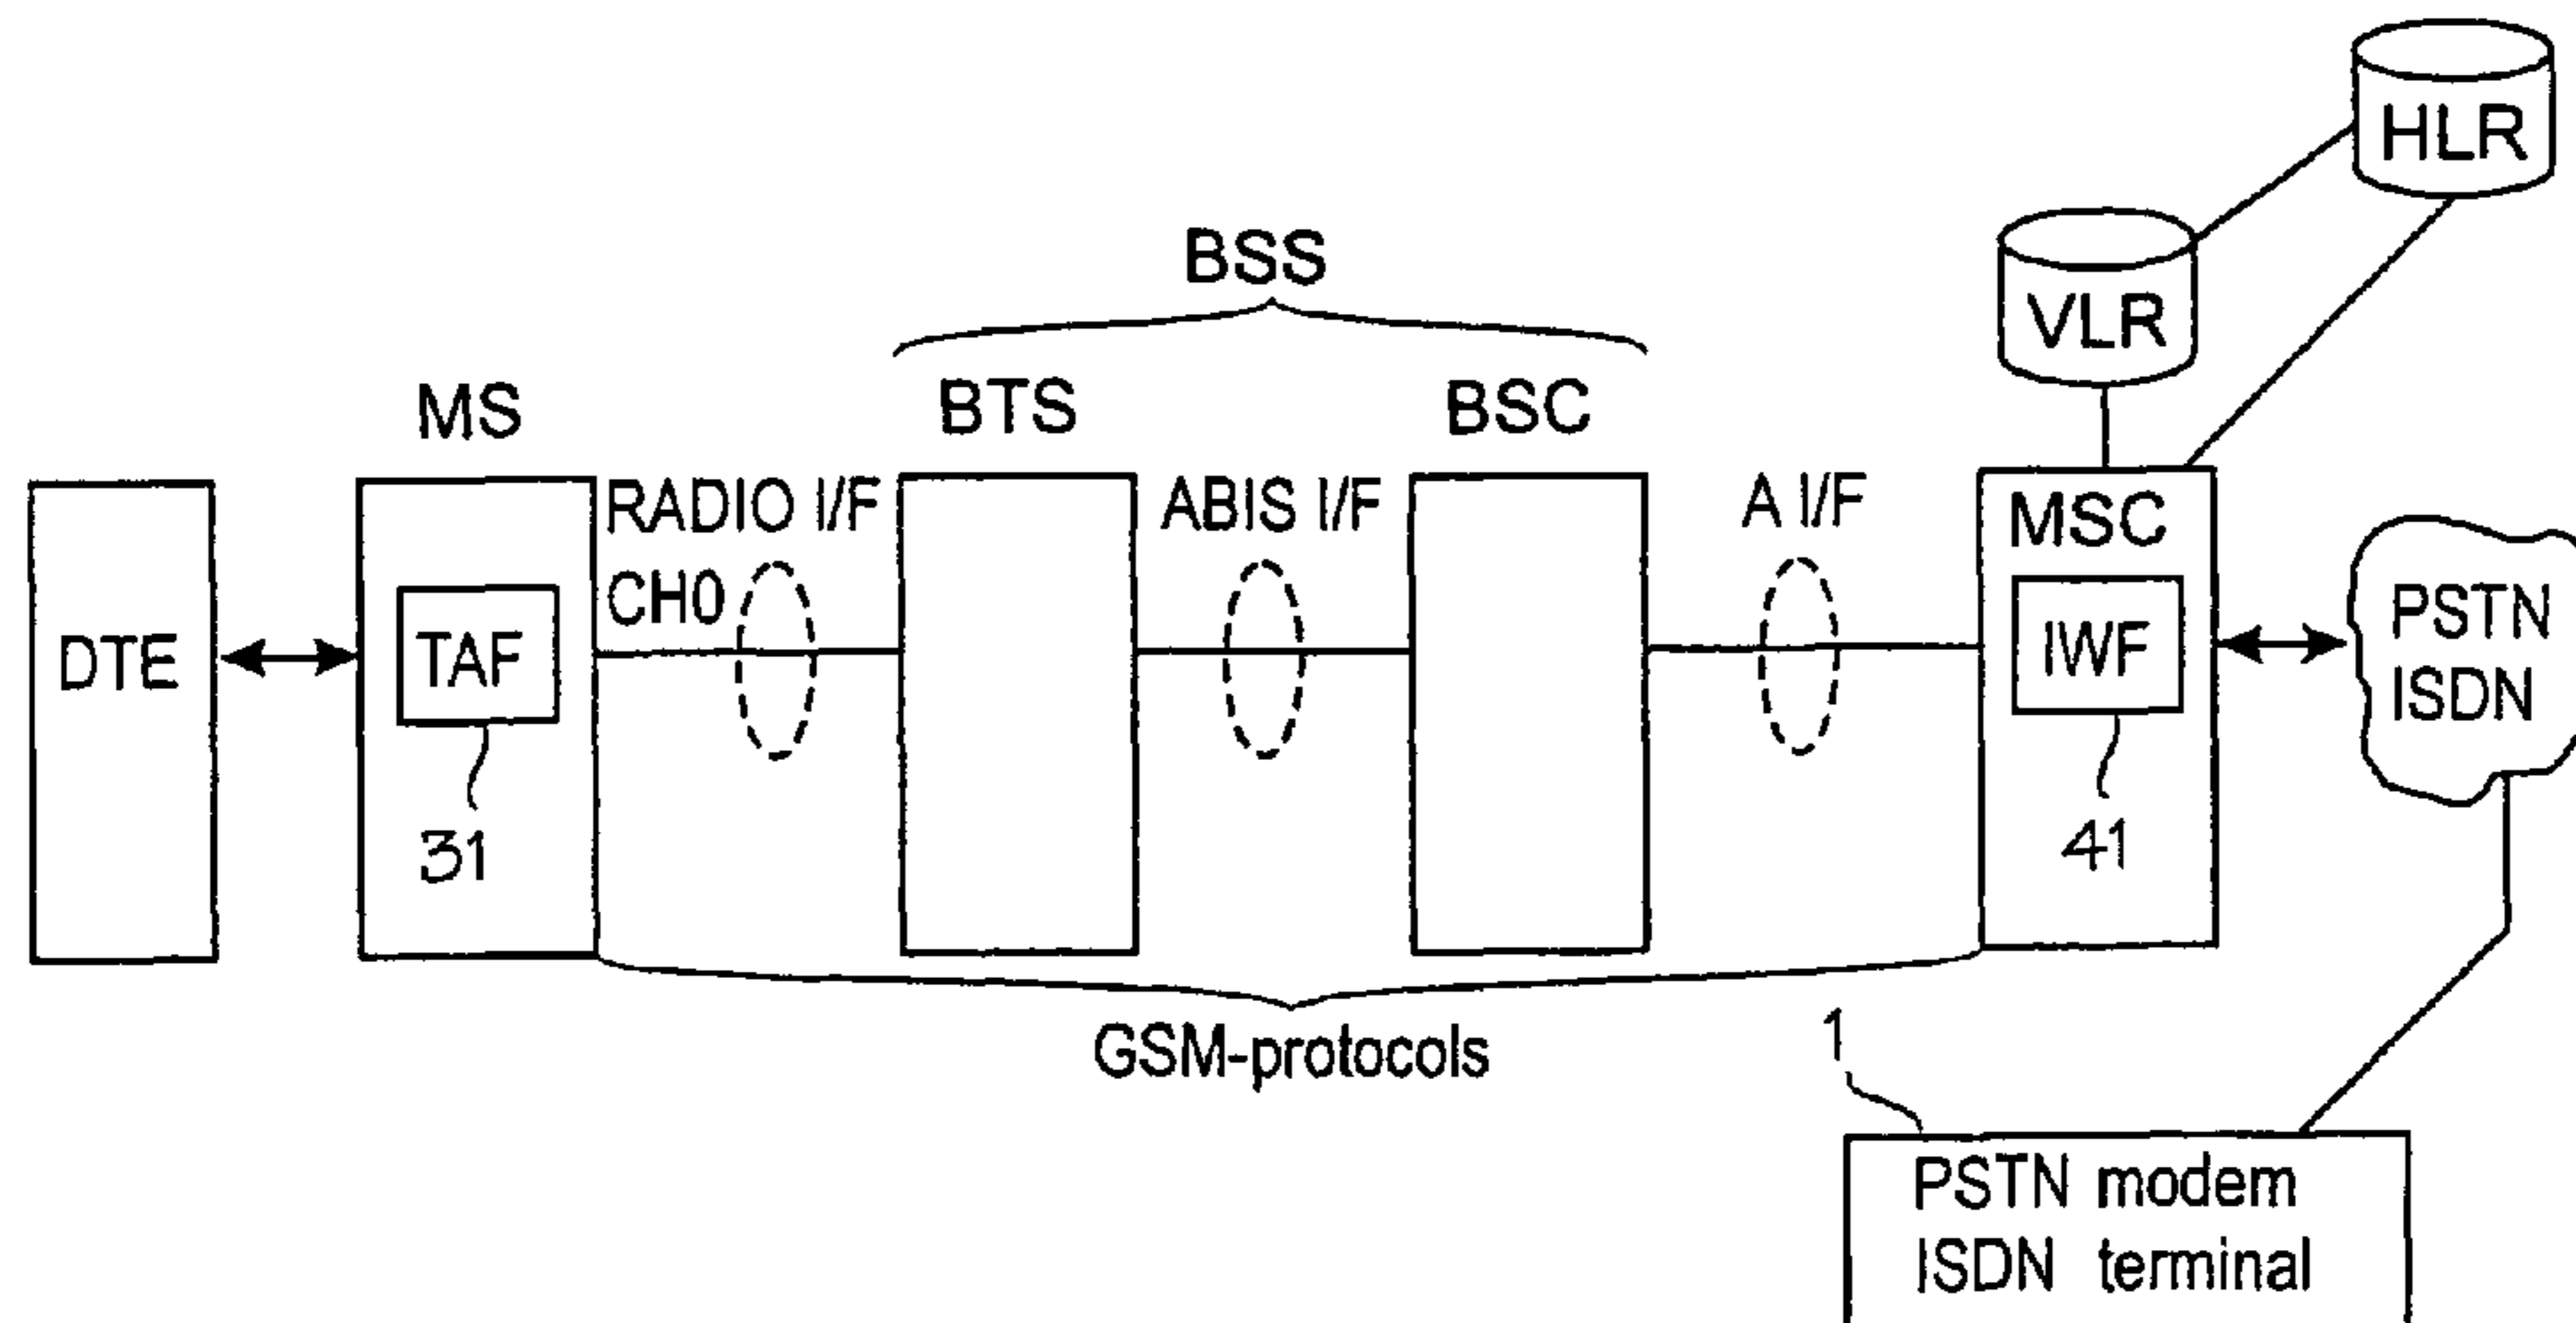 HLR
VLR
BSS
MS
BTS
BSC
RADIO I/F
CH0
ABIS I/F
A I/F
MSC
DTE
TAF
IWF
PSTN
ISDN
31
41
GSM-protocols
1
PSTN modem
ISDN terminal